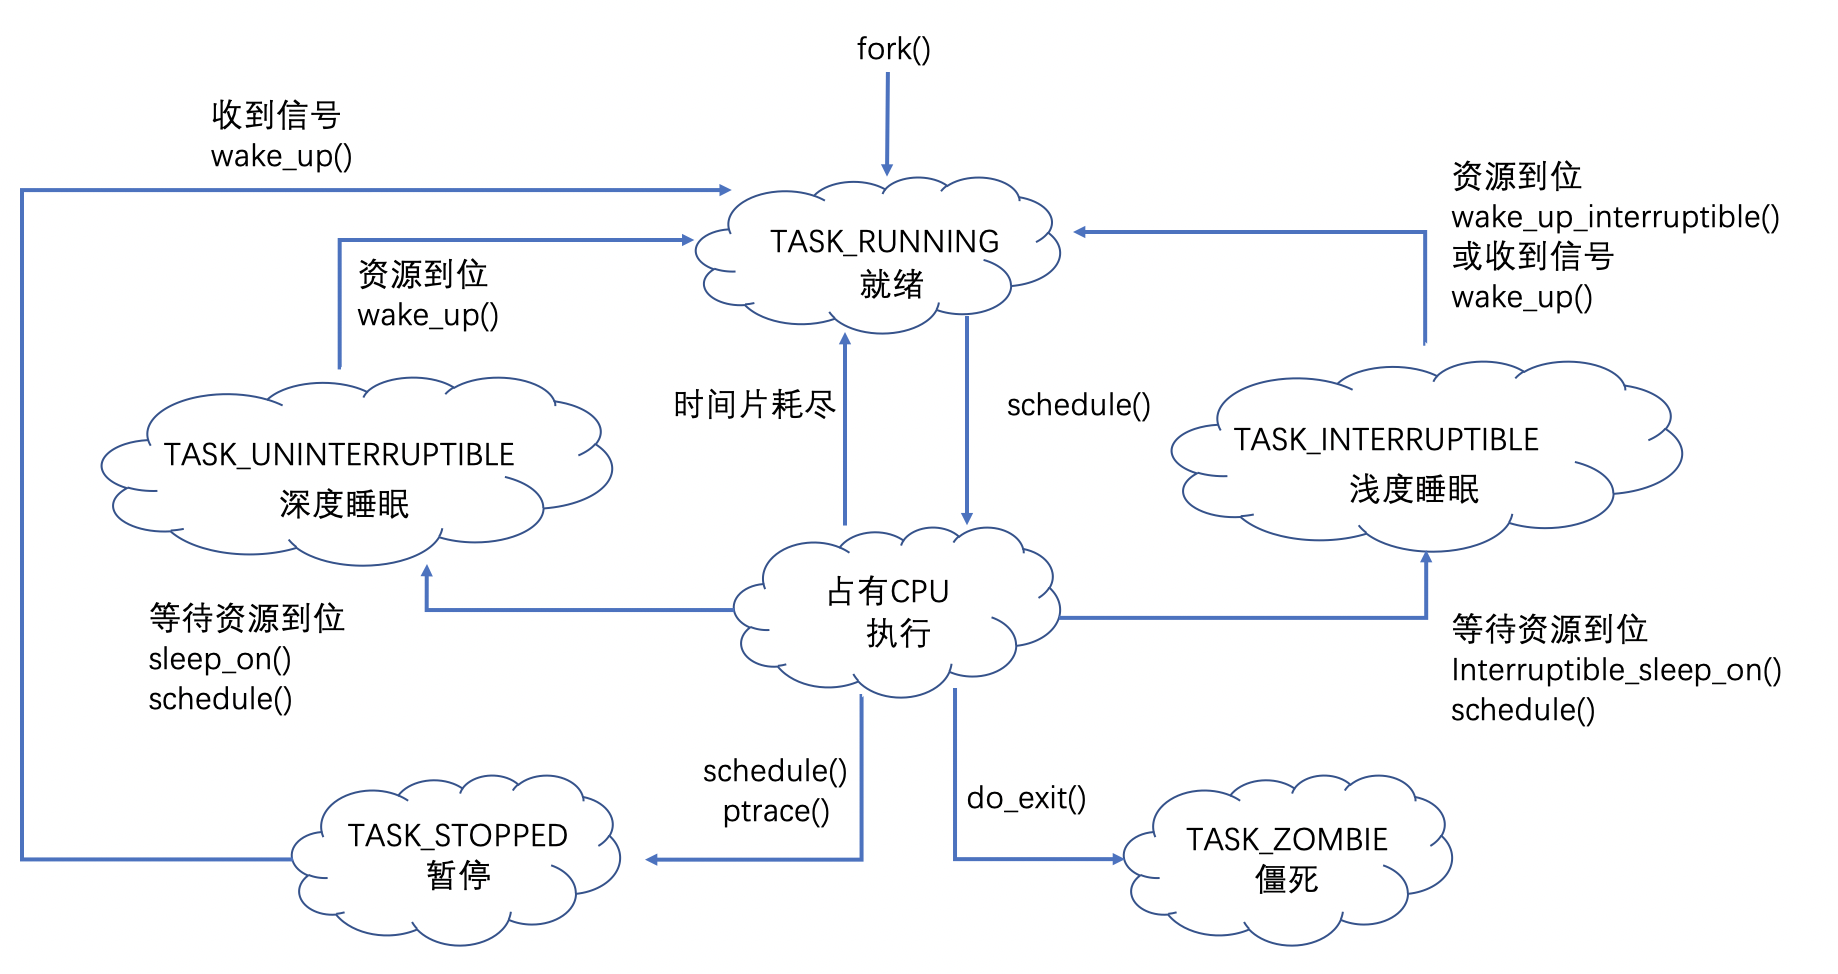 fork()
收到信号
wake_up()
资源到位
wake_up_interruptible()
或收到信号
wake_up()
TASK_RUNNING
就绪
资源到位
wake_up()
时间片耗尽
schedule()
TASK_UNINTERRUPTIBLE
深度睡眠
TASK_INTERRUPTIBLE
浅度睡眠
占有CPU
执行
等待资源到位
sleep_on()
schedule()
等待资源到位
Interruptible_sleep_on()
schedule()
schedule()
ptrace()
do_exit()
TASK_STOPPED
暂停
TASK_ZOMBIE
僵死